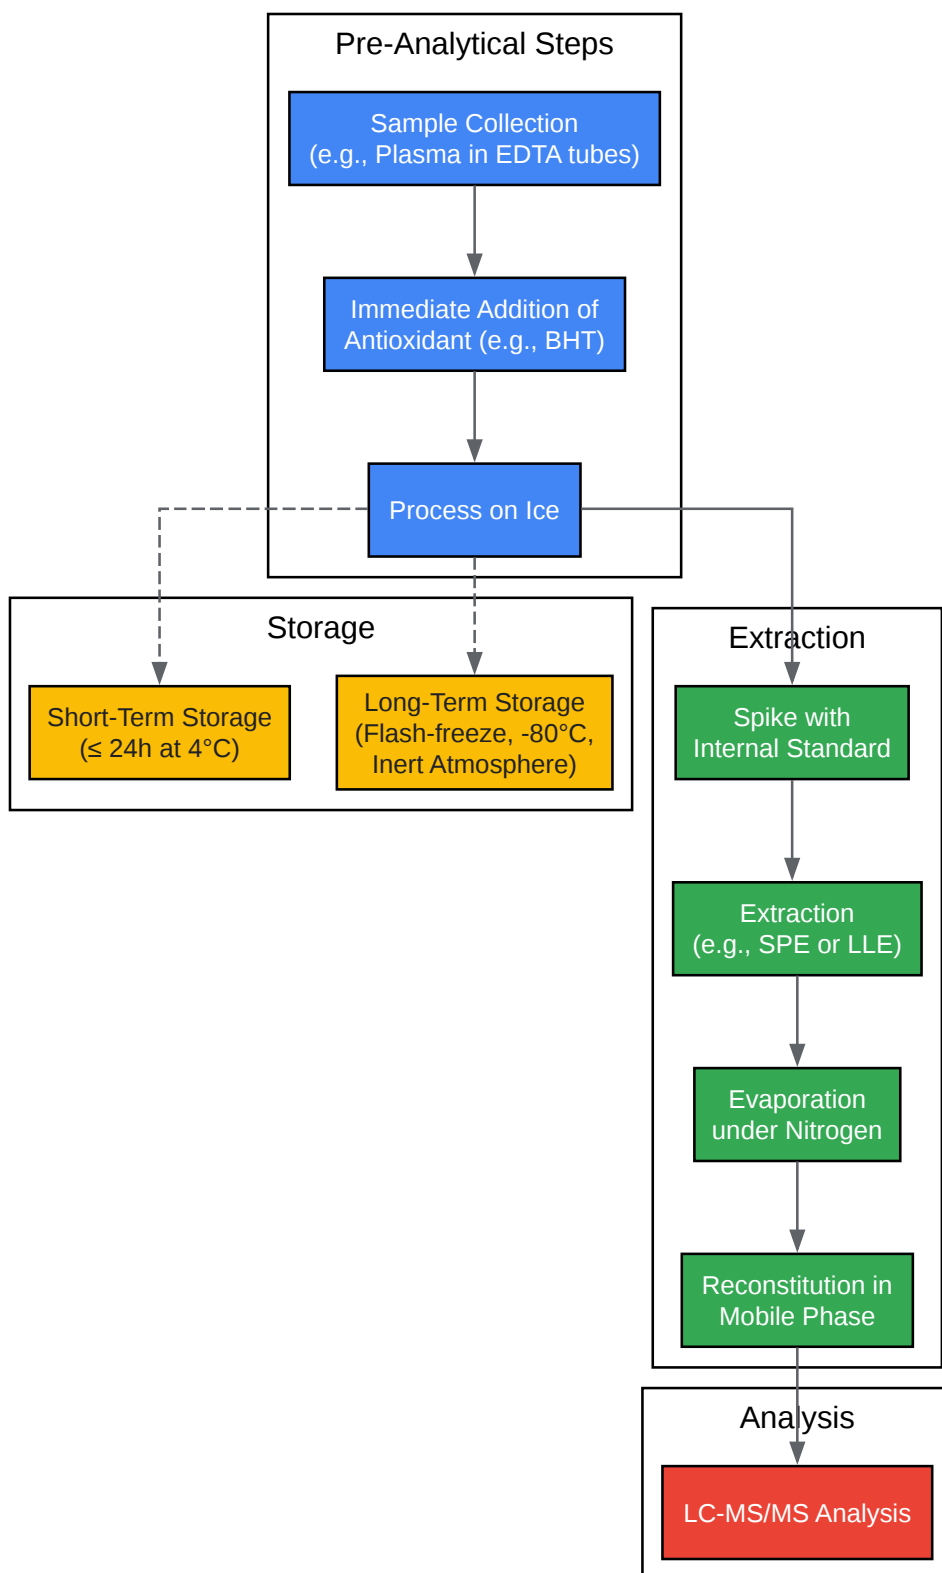 Pre-Analytical Steps
Sample Collection
(e.g., Plasma in EDTA tubes)
Immediate Addition of
Antioxidant (e.g., BHT)
Process on Ice
Storage
Short-Term Storage
(≤ 24h at 4°C)
Long-Term Storage
(Flash-freeze, -80°C,
Inert Atmosphere)
Extraction
Spike with
Internal Standard
Extraction
(e.g., SPE or LLE)
Evaporation
under Nitrogen
Reconstitution in
Mobile Phase
Analysis
LC-MS/MS Analysis